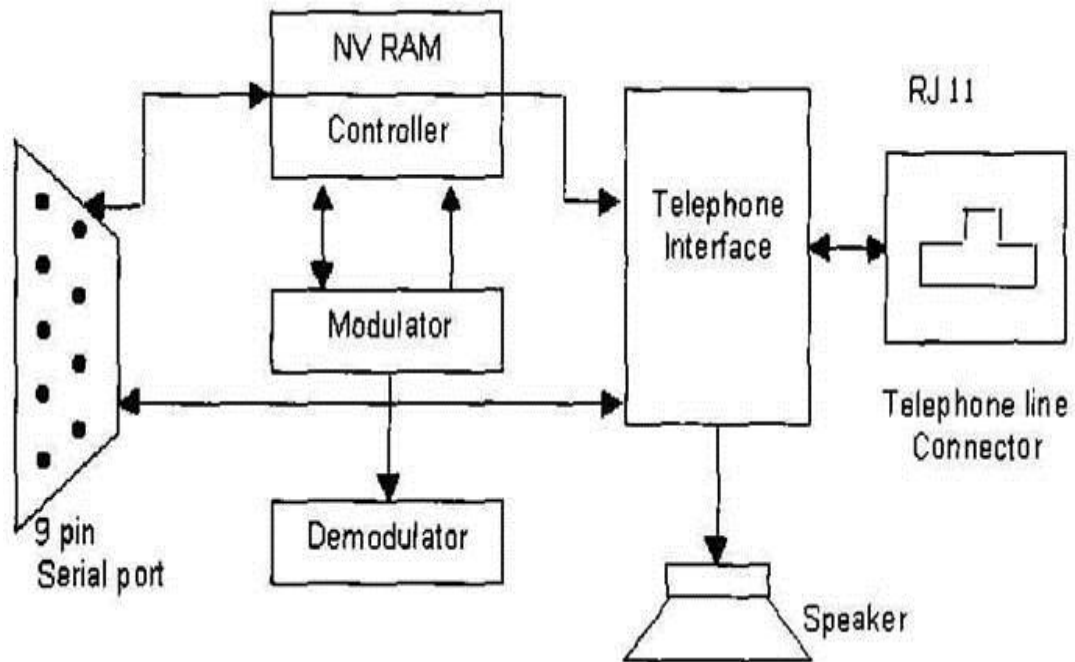 NV RAM
Controller
RJ 11
Telephone
Interface
Modulator
Telephone line
Connector
Demodulator
9 pin
Serial port
Speaker